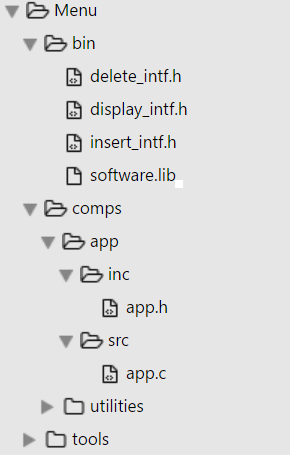 Menu
bin
delete_intf.h
display_intf.h
insert_intf.h
software.lib
comps
app
inc
app.h
src
app.c
utilities
tools